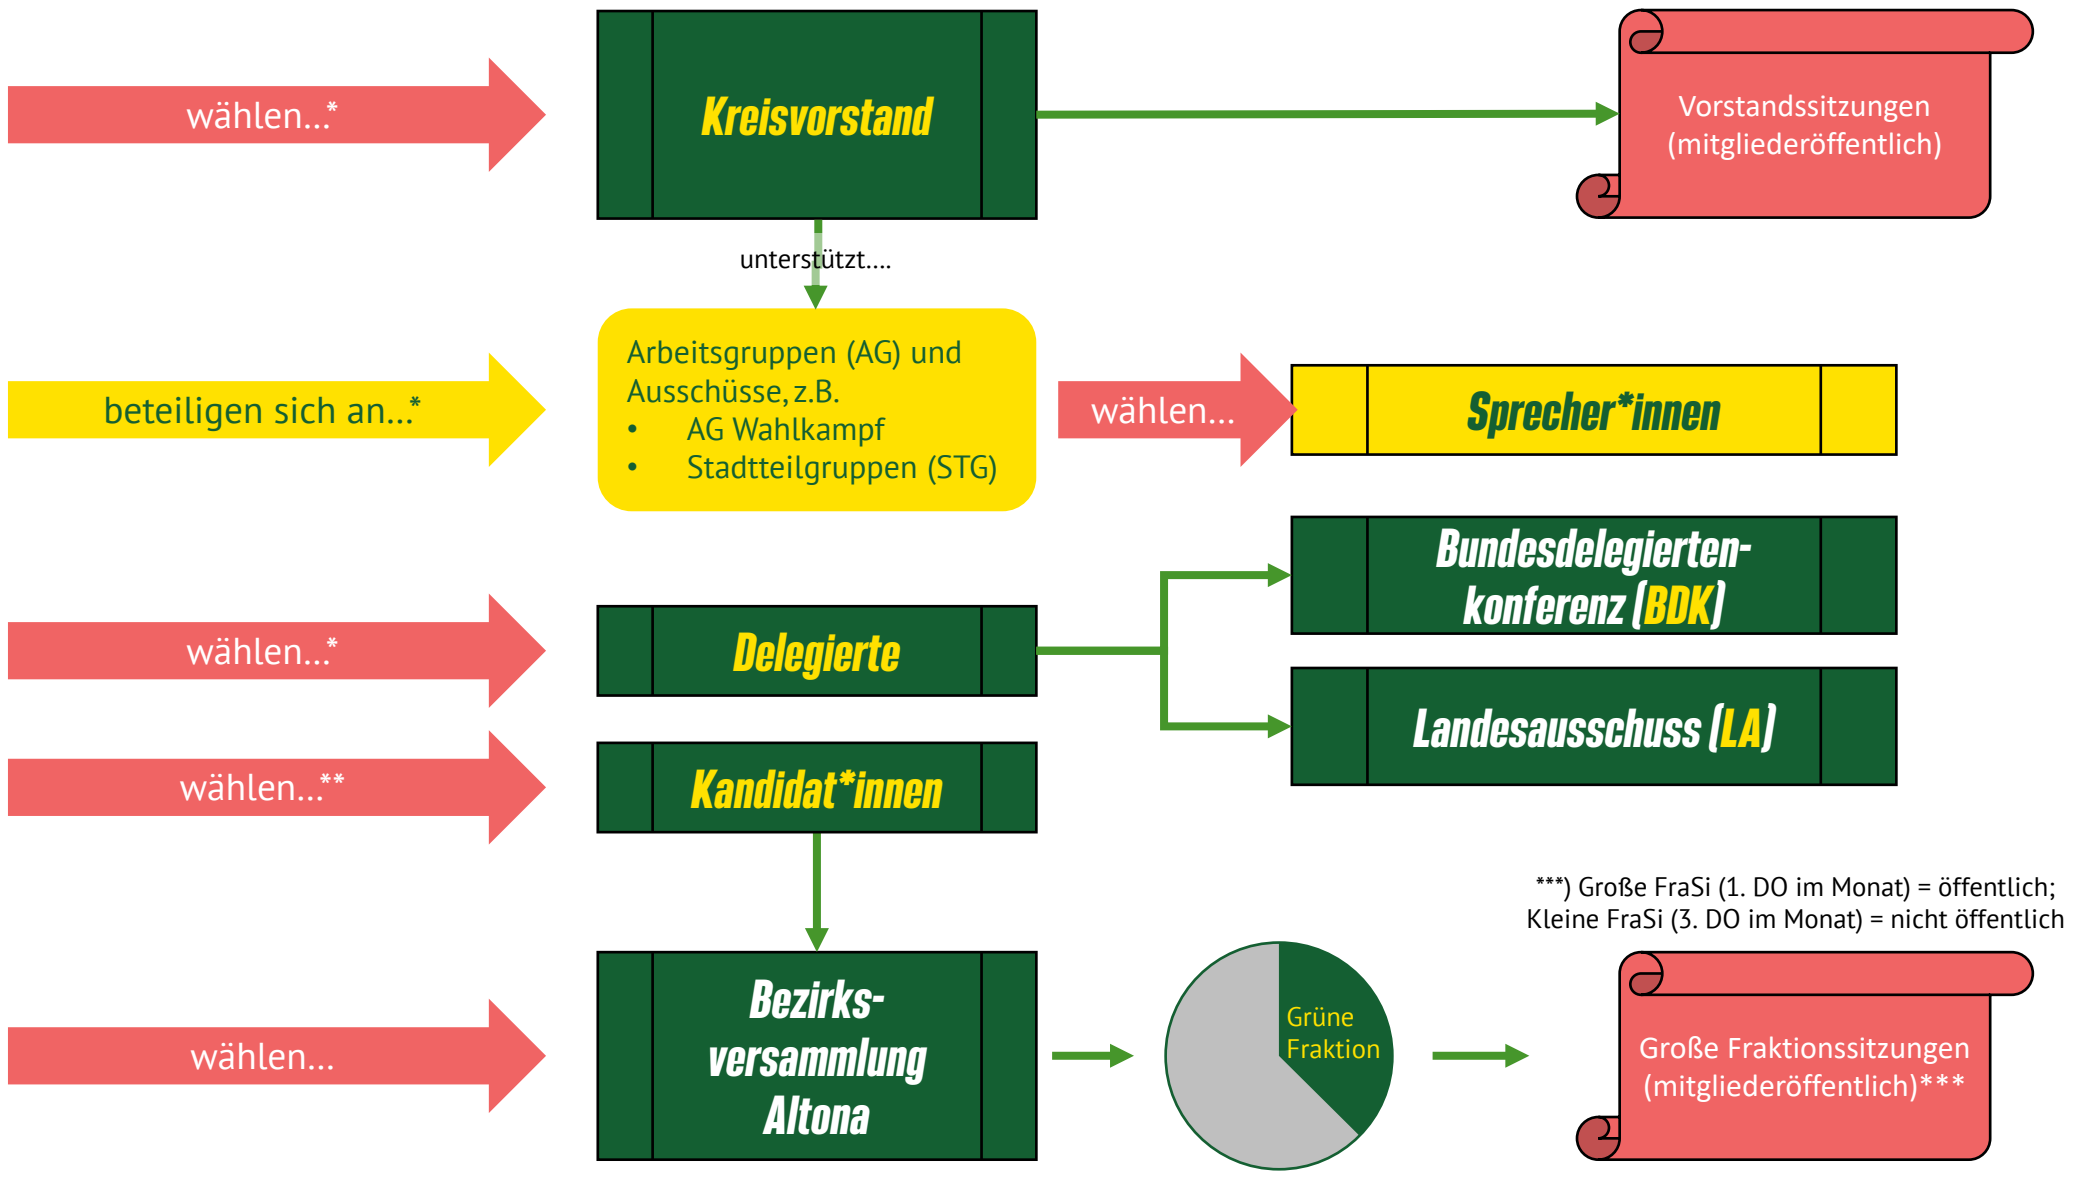 wählen...*
Kreisvorstand
Vorstandssitzungen
(mitgliederöffentlich)
unterstützt....
beteiligen sich an...*
Arbeitsgruppen (AG) und
Ausschüsse, z.B.
• AG Wahlkampf
• Stadtteilgruppen (STG)
wählen...
Sprecher*innen
wählen...*
Delegierte
Bundesdelegierten-
konferenz (BDK)
Landesausschuss (LA)
wählen...**
Kandidat*innen
***) Große FraSi (1. DO im Monat) = öffentlich;
Kleine FraSi (3. DO im Monat) = nicht öffentlich
wählen...
Bezirks-
versammlung
Altona
Grüne
Fraktion
Große Fraktionssitzungen
(mitgliederöffentlich)***